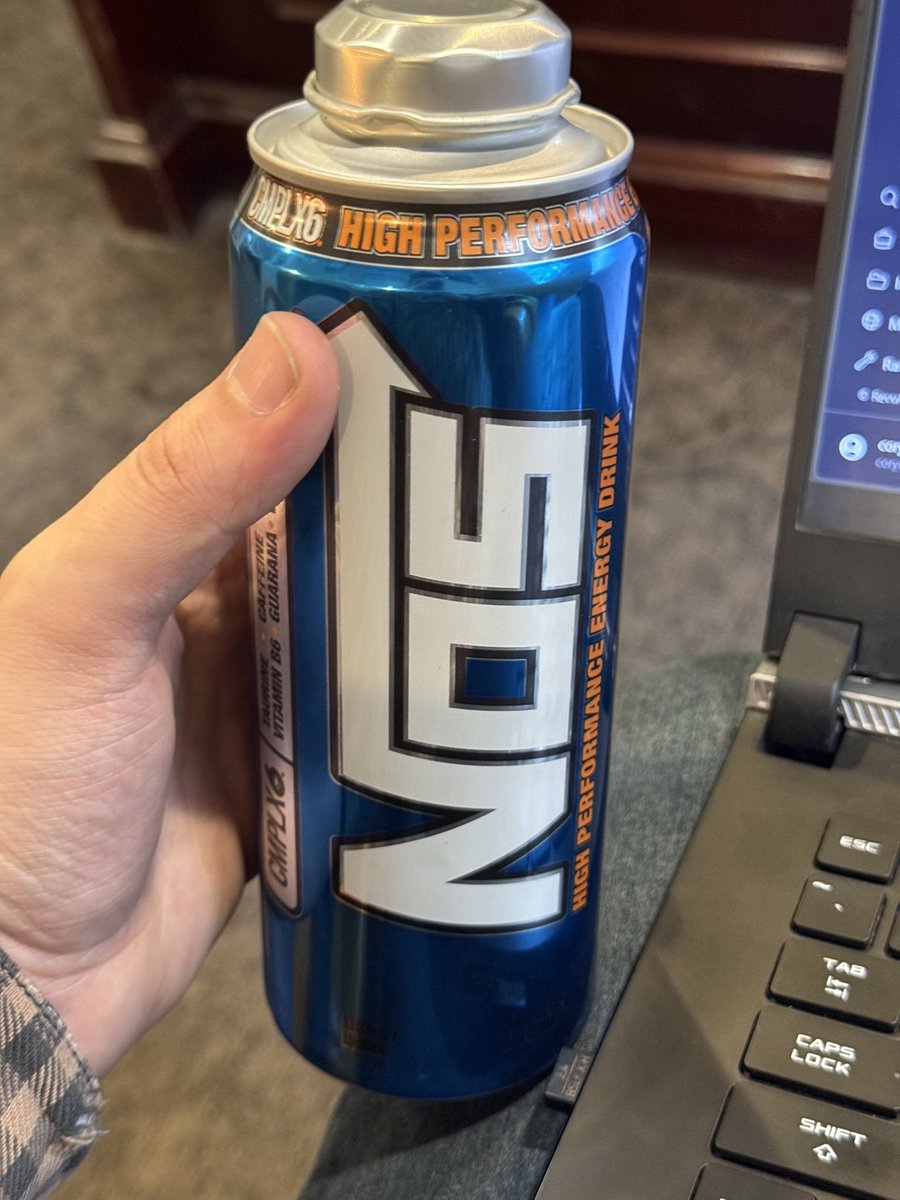 CMPLX6 HIGH PERFORMANCE
NOS
HIGH PERFORMANCE ENERGY DRINK
CMPLX6
TAURINE • CAFFEINE
VITAMIN B6 • GUARANA
ESC
~
TAB
CAPS
LOCK
SHIFT